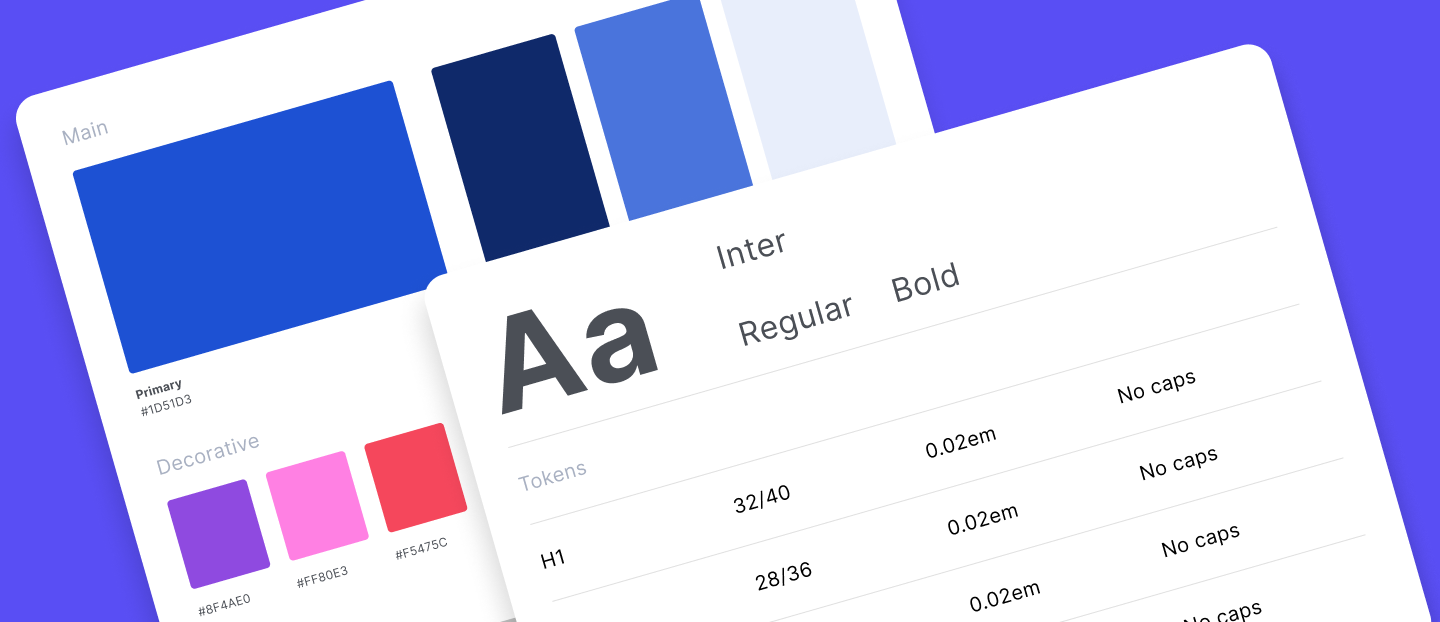 Main
Primary
#1D51D3
Decorative
#8F4AE0
#FF80E3
#F5475C
Aa
Inter
Regular Bold
Tokens
H1 32/40 0.02em No caps
28/36 0.02em No caps
0.02em No caps
No caps